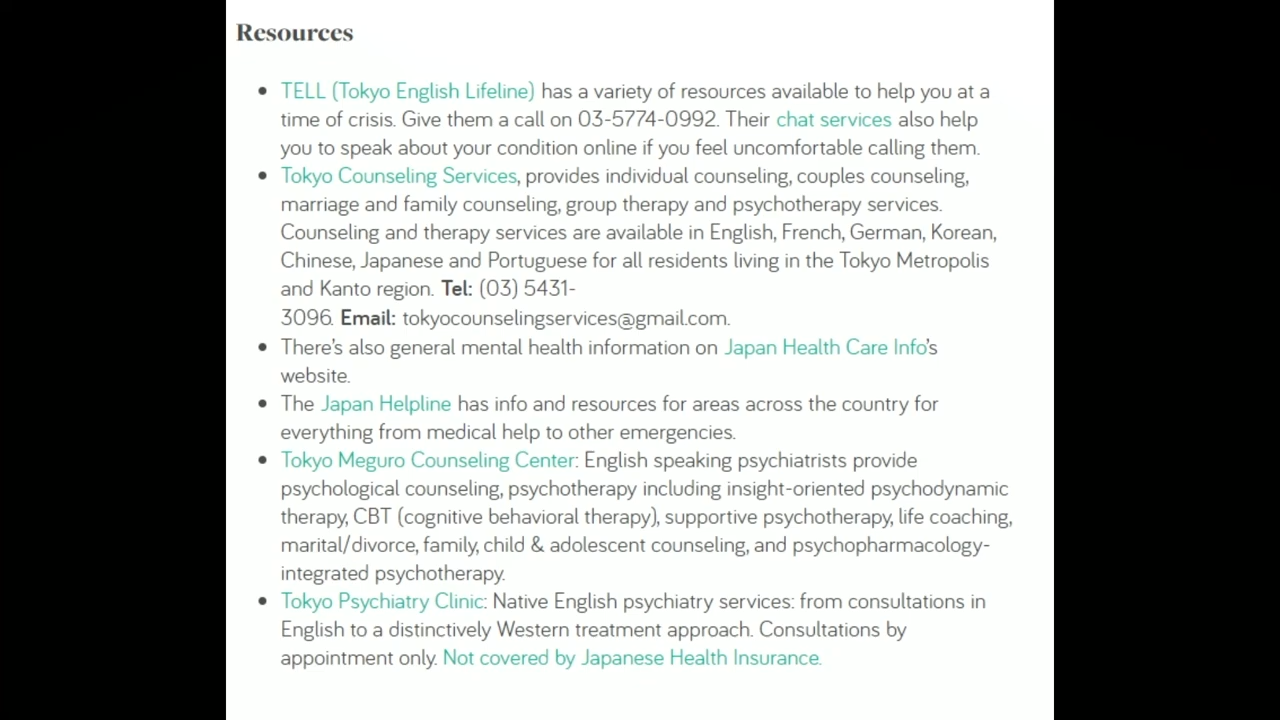 Resources
TELL (Tokyo English Lifeline) has a variety of resources available to help you at a
time of crisis. Give them a call on 03-5774-0992. Their chat services also help
you to speak about your condition online if you feel uncomfortable calling them.
Tokyo Counseling Services, provides individual counseling, couples counseling,
marriage and family counseling, group therapy and psychotherapy services.
Counseling and therapy services are available in English, French, German, Korean,
Chinese, Japanese and Portuguese for all residents living in the Tokyo Metropolis
and Kanto region. Tel: (03) 5431-
3096. Email: tokyocounselingservices@gmail.com.
There’s also general mental health information on Japan Health Care Info’s
website.
The Japan Helpline has info and resources for areas across the country for
everything from medical help to other emergencies.
Tokyo Meguro Counseling Center: English speaking psychiatrists provide
psychological counseling, psychotherapy including insight-oriented psychodynamic
therapy, CBT (cognitive behavioral therapy), supportive psychotherapy, life coaching,
marital/divorce, family, child & adolescent counseling, and psychopharmacology-
integrated psychotherapy.
Tokyo Psychiatry Clinic: Native English psychiatry services: from consultations in
English to a distinctively Western treatment approach. Consultations by
appointment only. Not covered by Japanese Health Insurance.